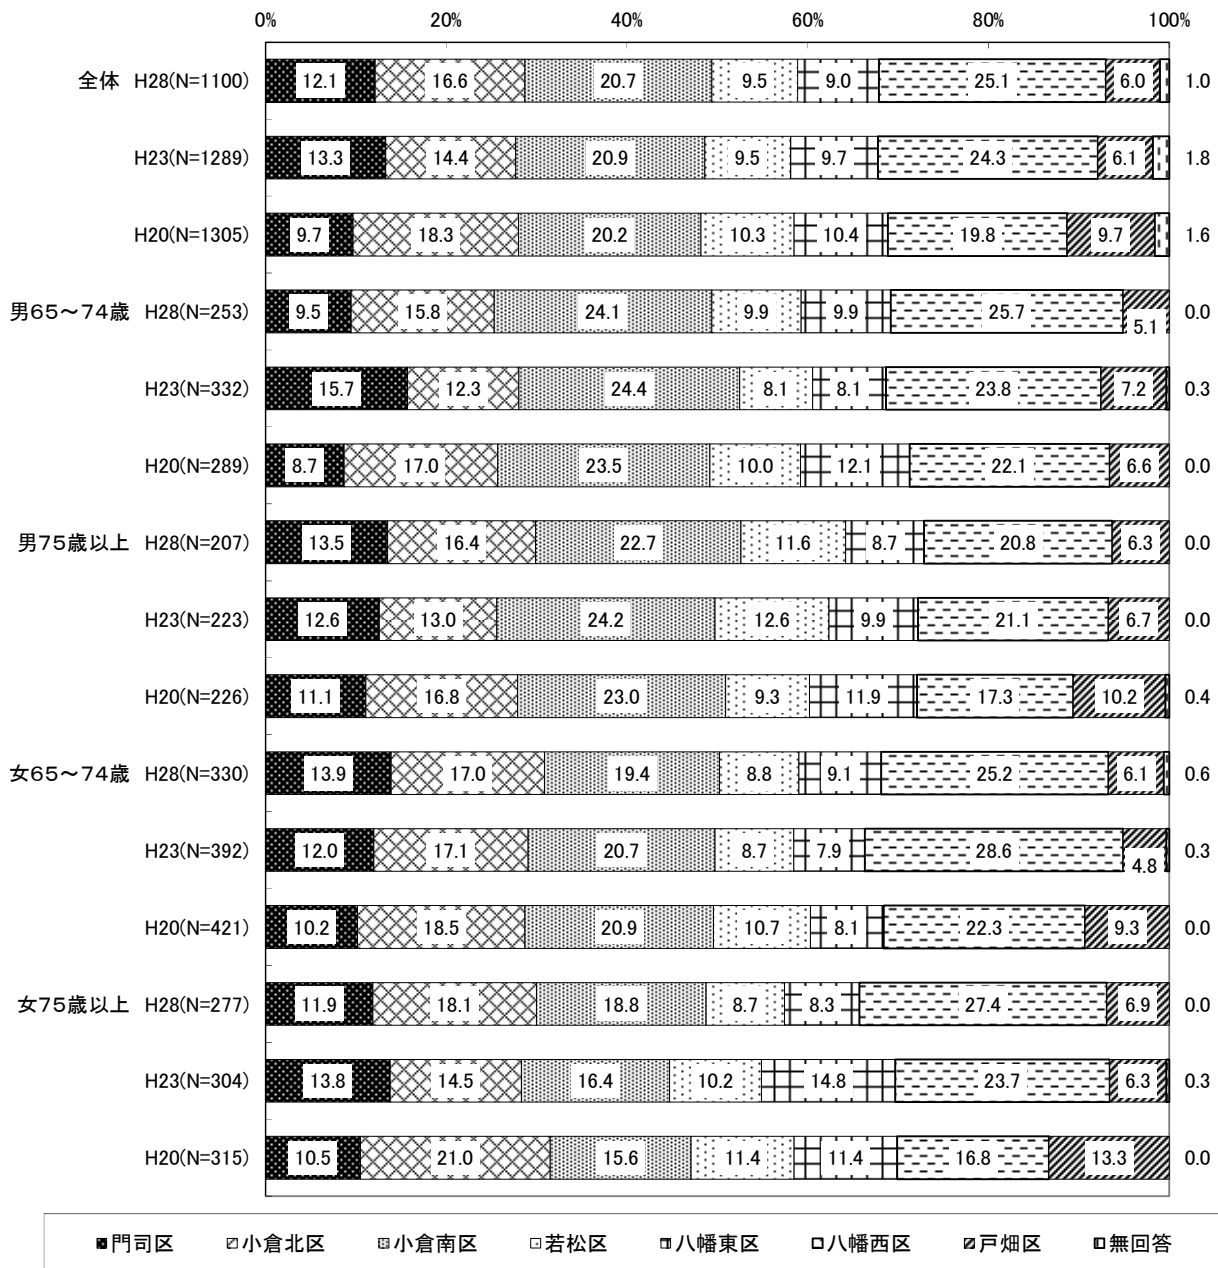 0% 20% 40% 60% 80% 100%
全体 H28(N=1100) 12.1 16.6 20.7 9.5 9.0 25.1 6.0 1.0
H23(N=1289) 13.3 14.4 20.9 9.5 9.7 24.3 6.1 1.8
H20(N=1305) 9.7 18.3 20.2 10.3 10.4 19.8 9.7 1.6
男65～74歳 H28(N=253) 9.5 15.8 24.1 9.9 9.9 25.7 5.1 0.0
H23(N=332) 15.7 12.3 24.4 8.1 8.1 23.8 7.2 0.3
H20(N=289) 8.7 17.0 23.5 10.0 12.1 22.1 6.6 0.0
男75歳以上 H28(N=207) 13.5 16.4 22.7 11.6 8.7 20.8 6.3 0.0
H23(N=223) 12.6 13.0 24.2 12.6 9.9 21.1 6.7 0.0
H20(N=226) 11.1 16.8 23.0 9.3 11.9 17.3 10.2 0.4
女65～74歳 H28(N=330) 13.9 17.0 19.4 8.8 9.1 25.2 6.1 0.6
H23(N=392) 12.0 17.1 20.7 8.7 7.9 28.6 4.8 0.3
H20(N=421) 10.2 18.5 20.9 10.7 8.1 22.3 9.3 0.0
女75歳以上 H28(N=277) 11.9 18.1 18.8 8.7 8.3 27.4 6.9 0.0
H23(N=304) 13.8 14.5 16.4 10.2 14.8 23.7 6.3 0.3
H20(N=315) 10.5 21.0 15.6 11.4 11.4 16.8 13.3 0.0
門司区 小倉北区 小倉南区 若松区 八幡東区 八幡西区 戸畑区 無回答